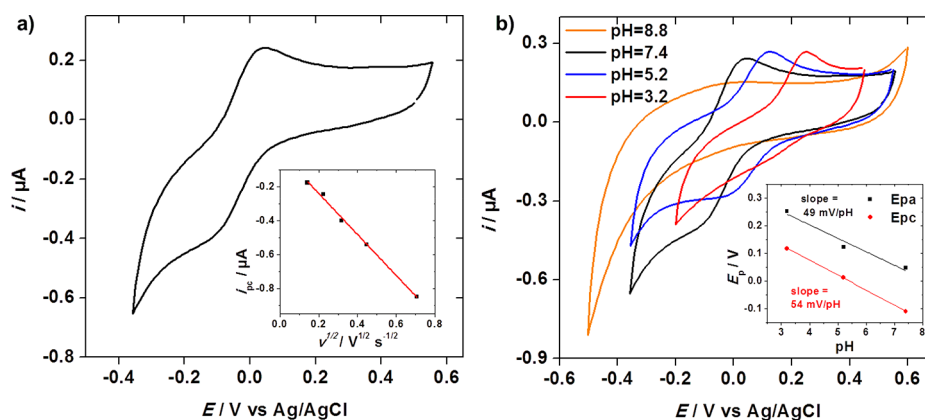 a)
0.4
0.2
0.0
-0.2
-0.4
-0.6
-0.8
i / µA
-0.4 -0.2 0.0 0.2 0.4 0.6
E / V vs Ag/AgCl
-0.2
-0.4
-0.6
-0.8
i pc / µA
0.0 0.2 0.4 0.6 0.8
v1/2/ V1/2 s-1/2
b)
pH=8.8
pH=7.4
pH=5.2
pH=3.2
0.3
0.0
-0.3
-0.6
-0.9
i / µA
-0.6 -0.4 -0.2 0.0 0.2 0.4 0.6
E / V vs Ag/AgCl
slope =
49 mV/pH
Epa
Epc
slope =
54 mV/pH
0.3
0.2
0.1
0.0
-0.1
Ep / V
3 4 5 6 7 8
pH